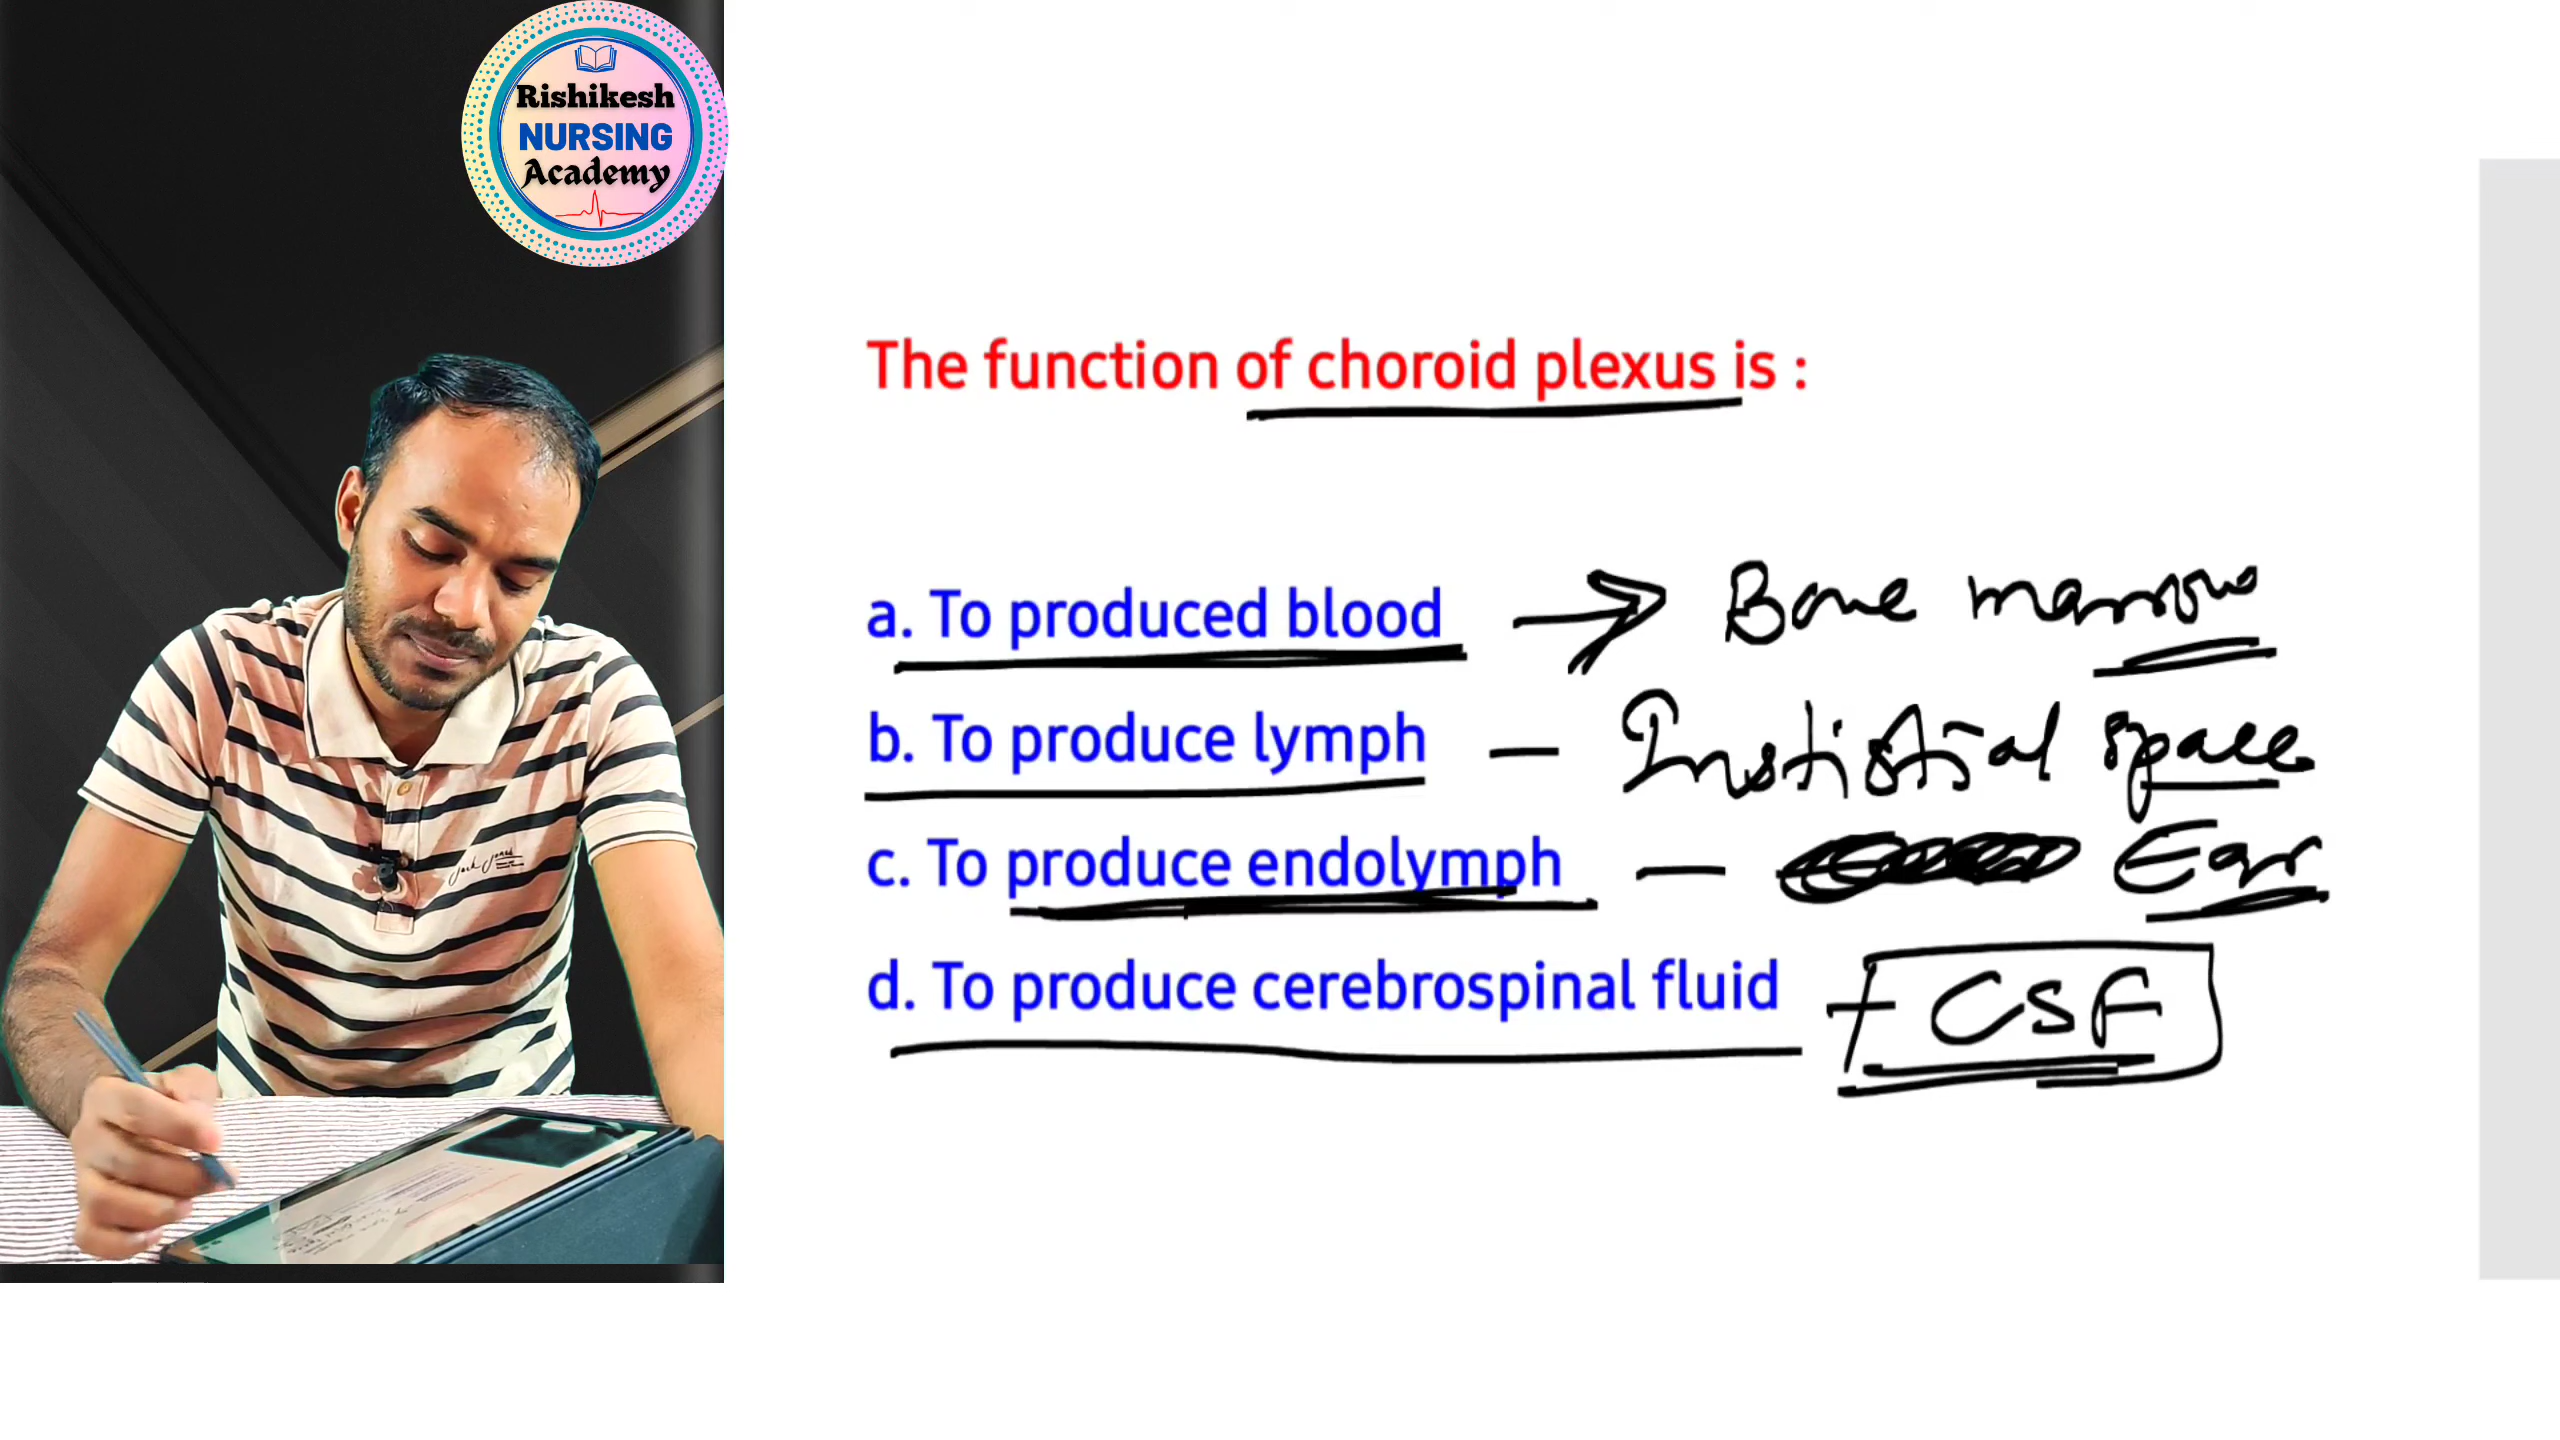 Rishikesh
NURSING
Academy
The function of choroid plexus is :
a. To produced blood → Bone marrow
b. To produce lymph — Instistial space
c. To produce endolymph — Ear
d. To produce cerebrospinal fluid CSF